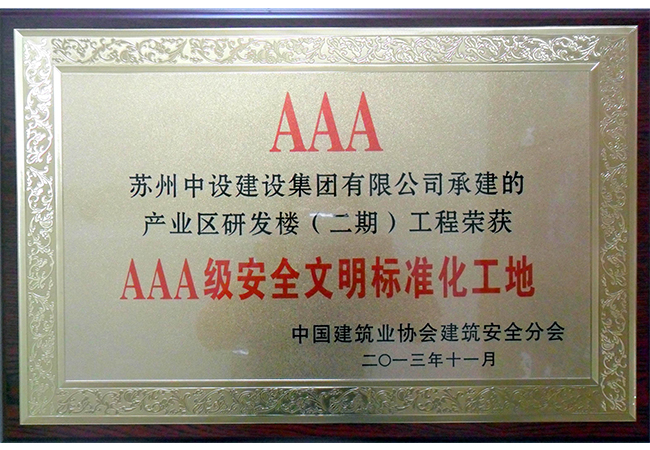 AAA
苏州中设建设集团有限公司承建的
产业区研发楼（二期）工程荣获
AAA级安全文明标准化工地
中国建筑业协会建筑安全分会
二〇一三年十一月